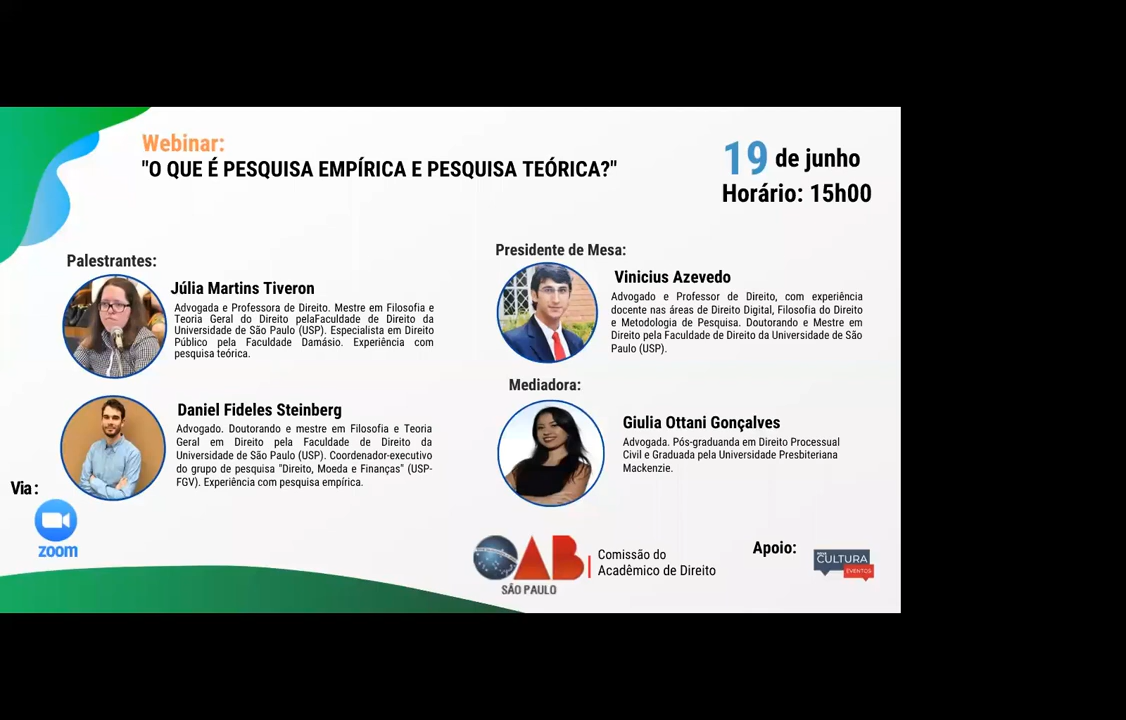 Webinar:
"O QUE É PESQUISA EMPÍRICA E PESQUISA TEÓRICA?"
19 de junho
Horário: 15h00
Palestrantes:
Júlia Martins Tiveron
Advogada e Professora de Direito. Mestre em Filosofia e
Teoria Geral do Direito pelaFaculdade de Direito da
Universidade de São Paulo (USP). Especialista em Direito
Público pela Faculdade Damásio. Experiência com
pesquisa teórica.
Daniel Fideles Steinberg
Advogado. Doutorando e mestre em Filosofia e Teoria
Geral em Direito pela Faculdade de Direito da
Universidade de São Paulo (USP). Coordenador-executivo
do grupo de pesquisa "Direito, Moeda e Finanças" (USP-
FGV). Experiência com pesquisa empírica.
Presidente de Mesa:
Vinicius Azevedo
Advogado e Professor de Direito, com experiência
docente nas áreas de Direito Digital, Filosofia do Direito
e Metodologia de Pesquisa. Doutorando e Mestre em
Direito pela Faculdade de Direito da Universidade de São
Paulo (USP).
Mediadora:
Giulia Ottani Gonçalves
Advogada. Pós-graduanda em Direito Processual
Civil e Graduada pela Universidade Presbiteriana
Mackenzie.
Via:
zoom
OAB
SÃO PAULO
Comissão do
Acadêmico de Direito
Apoio:
CULTURA
EVENTOS